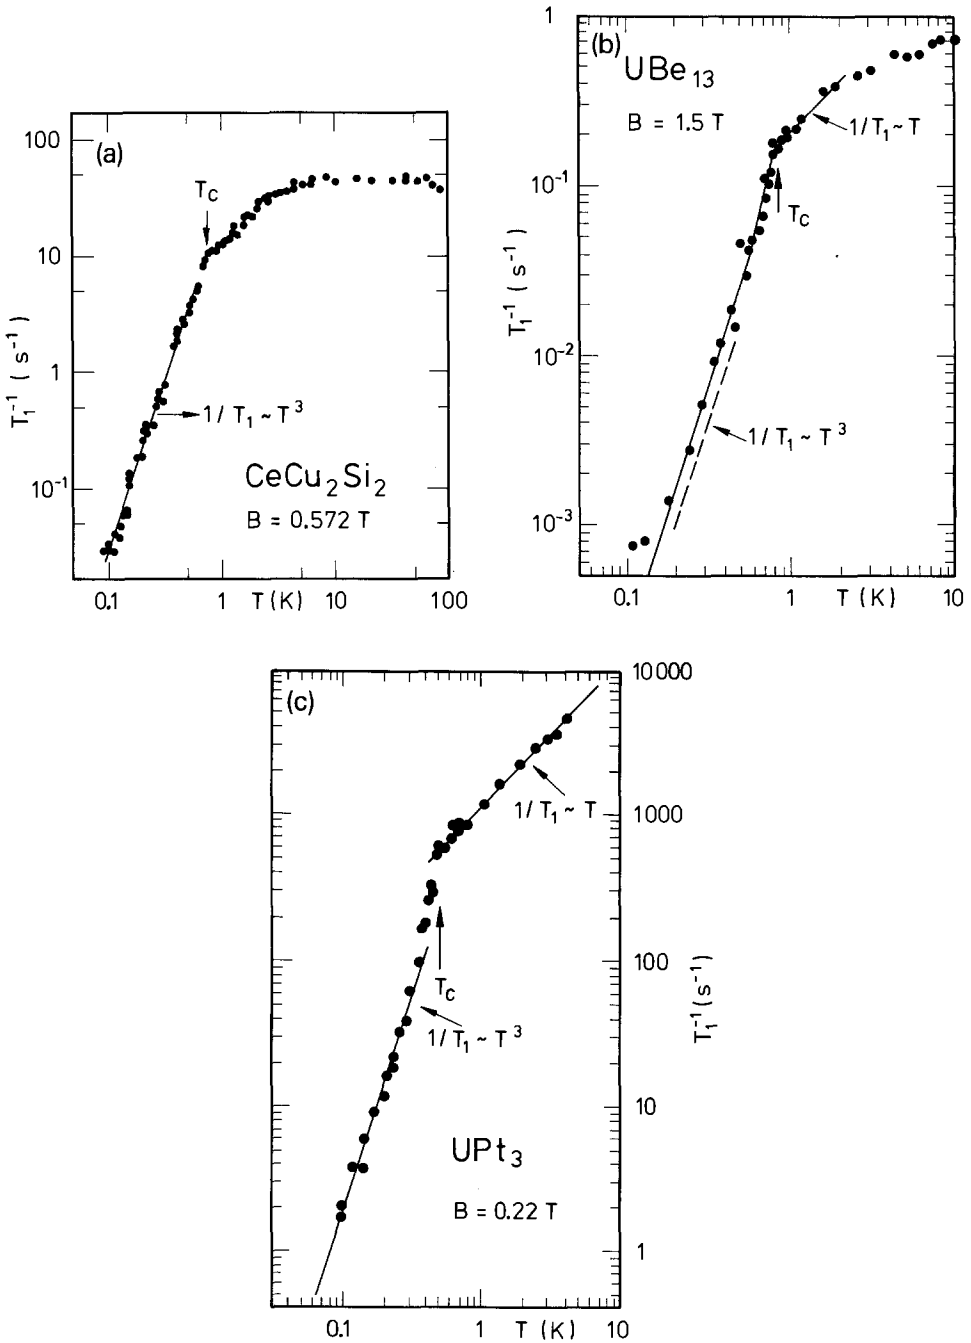 (a)
100
10
1
10⁻¹
T₁⁻¹ (s⁻¹)
T_C
1/T₁ ~ T³
CeCu₂Si₂
B = 0.572 T
0.1
1
T (K)
10
100
(b)
UBe₁₃
B = 1.5 T
1
10⁻¹
10⁻²
10⁻³
T₁⁻¹ (s⁻¹)
1/T₁ ~ T
T_C
1/T₁ ~ T³
0.1
1
T (K)
10
(c)
10000
1000
100
10
1
T₁⁻¹ (s⁻¹)
1/T₁ ~ T
T_C
1/T₁ ~ T³
UPt₃
B = 0.22 T
0.1
1
T (K)
10